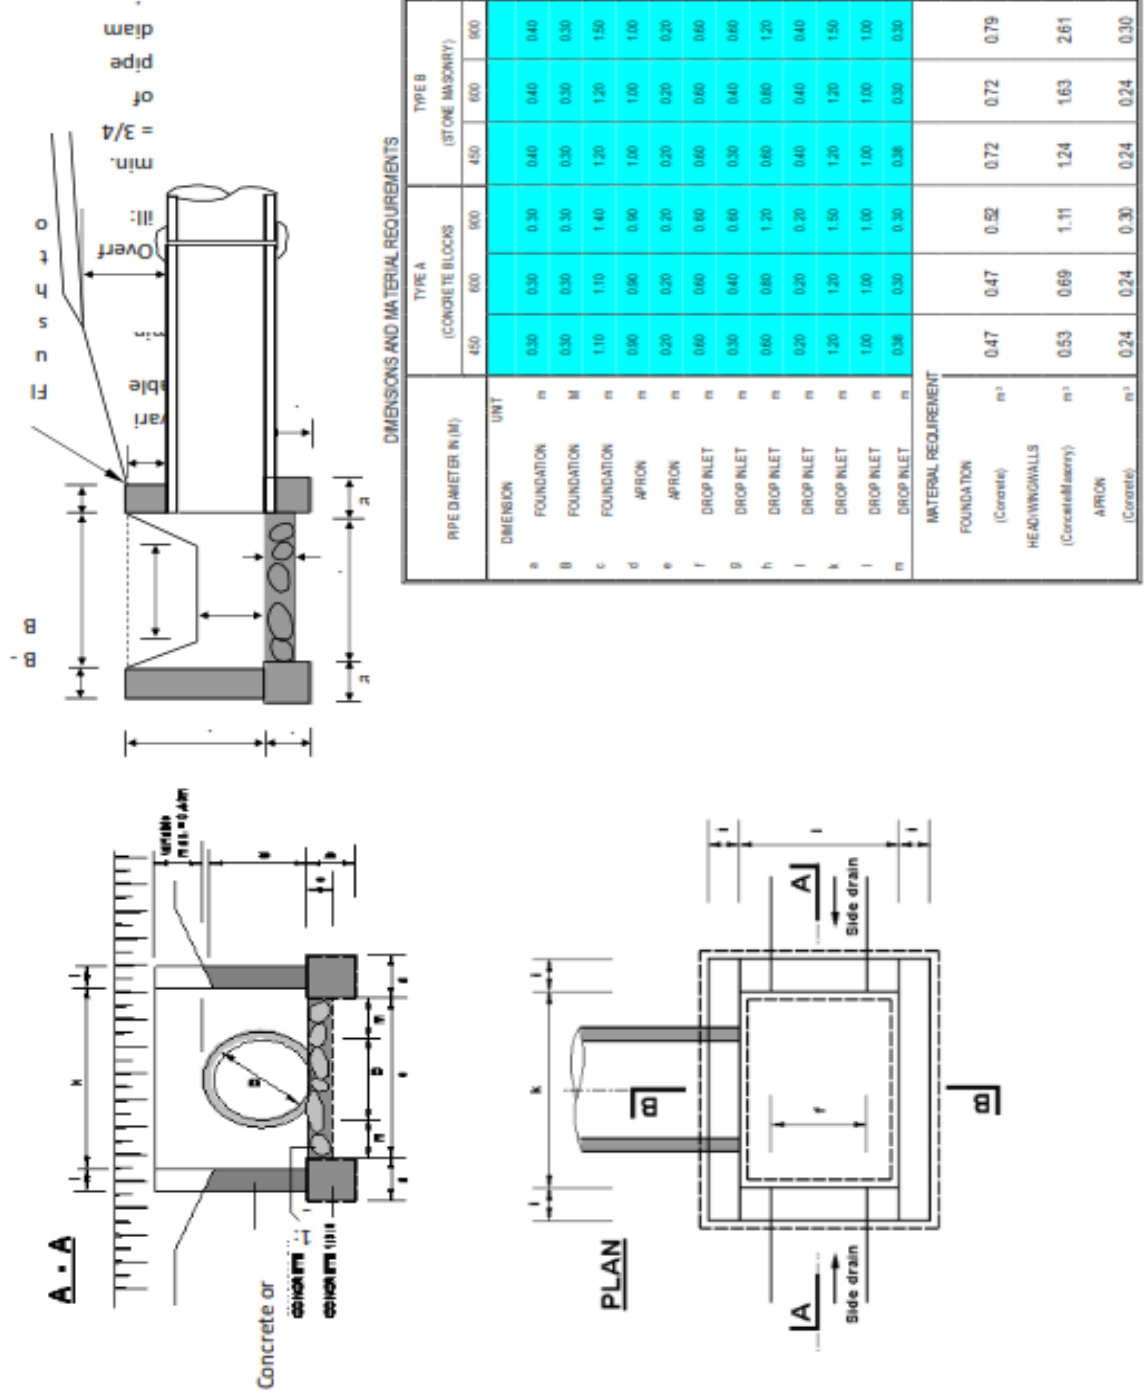 DIMENSIONS AND MATERIAL REQUIREMENTS
PIPE DIAMETER IN (M) TYPE A TYPE B
(CONCRETE BLOCKS (STONE MASONRY)
450 600 900 450 600 900
DIMENSION UNIT
a FOUNDATION m 0.30 0.30 0.30 0.40 0.40 0.40
B FOUNDATION M 0.30 0.30 0.30 0.30 0.30 0.30
c FOUNDATION m 1.10 1.10 1.40 1.20 1.20 1.50
d APRON m 0.90 0.90 0.90 1.00 1.00 1.00
e APRON m 0.20 0.20 0.20 0.20 0.20 0.20
f DROP INLET m 0.60 0.60 0.60 0.60 0.60 0.60
g DROP INLET m 0.30 0.40 0.60 0.30 0.40 0.60
h DROP INLET m 0.60 0.80 1.20 0.60 0.80 1.20
I DROP INLET m 0.20 0.20 0.20 0.40 0.40 0.40
k DROP INLET m 1.20 1.20 1.50 1.20 1.20 1.50
l DROP INLET m 1.00 1.00 1.00 1.00 1.00 1.00
m DROP INLET m 0.38 0.30 0.30 0.38 0.30 0.30
MATERIAL REQUIREMENT
FOUNDATION
(Concrete) m³ 0.47 0.47 0.52 0.72 0.72 0.79
HEAD/WINGWALLS
(Concrete/Masonry) m³ 0.53 0.69 1.11 1.24 1.63 2.61
APRON
(Concrete) m³ 0.24 0.24 0.30 0.24 0.24 0.30
A - A
Concrete or
1:
CONCRETE
CONCRETE
D
PLAN
A
Side drain
A
Side drain
B
B
k
f
l
B -
B
Fl
u
s
h
t
o
vari
able
min
Overf
ill:
min.
= 3/4
of
pipe
diam